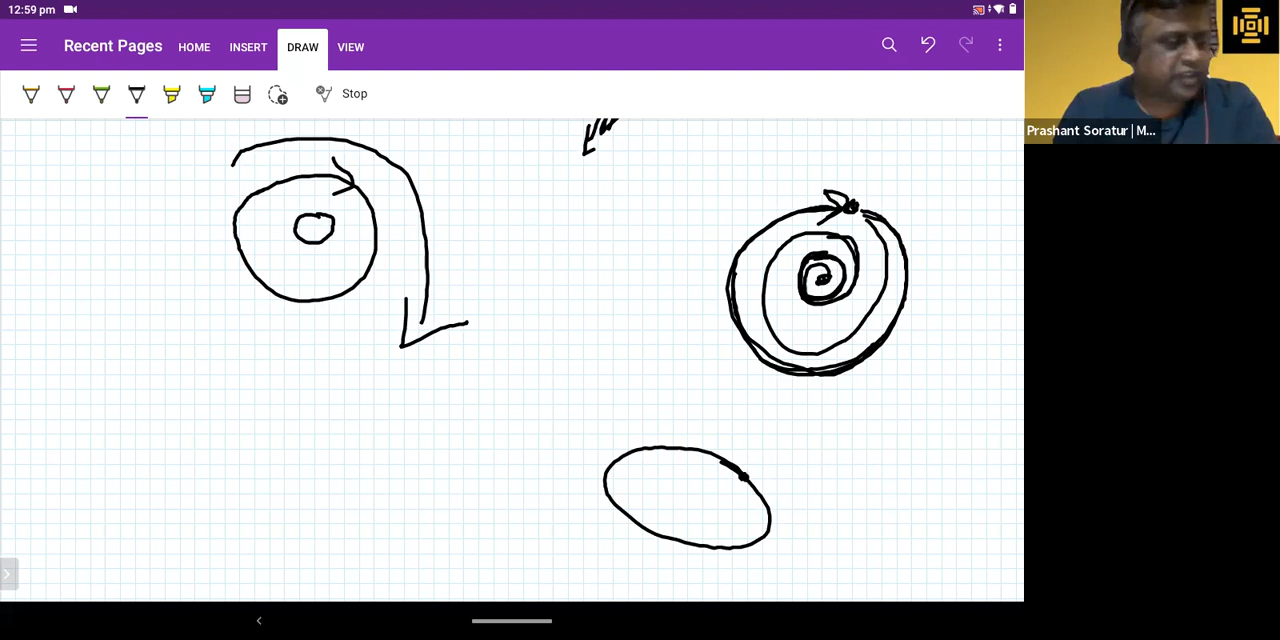 12:59 pm
Recent Pages HOME INSERT DRAW VIEW
Stop
Prashant Soratur | M...